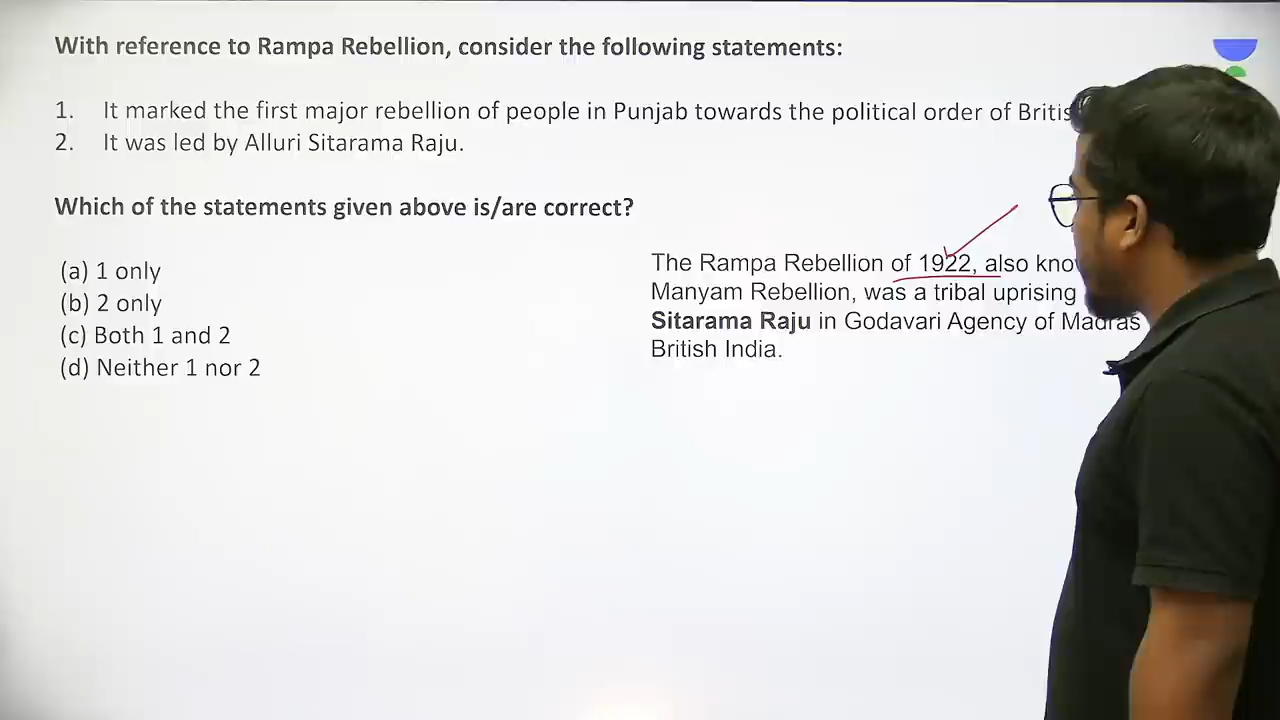 With reference to Rampa Rebellion, consider the following statements:
1. It marked the first major rebellion of people in Punjab towards the political order of
2. It was led by Alluri Sitarama Raju.
Which of the statements given above is/are correct?
(a) 1 only
(b) 2 only
(c) Both 1 and 2
(d) Neither 1 nor 2
The Rampa Rebellion of 1922, also
Manyam Rebellion, was a tribal uprising
Sitarama Raju in Godavari Agency of Madras
British India.